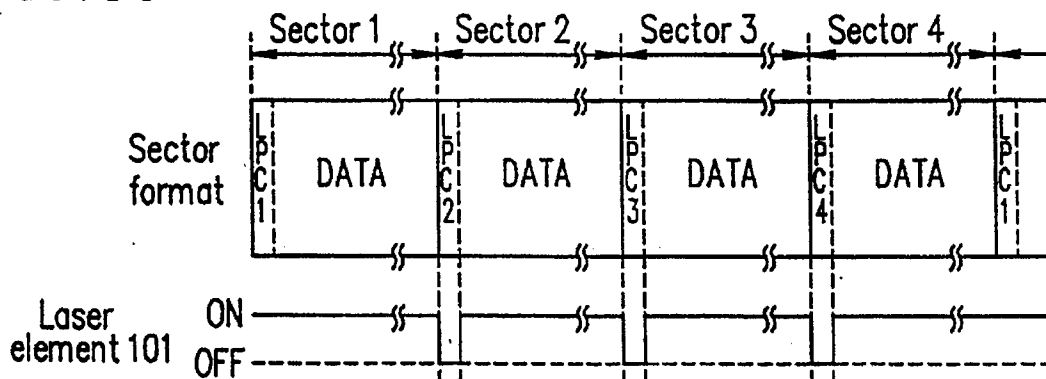 Sector 1 Sector 2 Sector 3 Sector 4
Sector format
LPC1 DATA LPC2 DATA LPC3 DATA LPC4 DATA LPC1
Laser element 101
ON
OFF